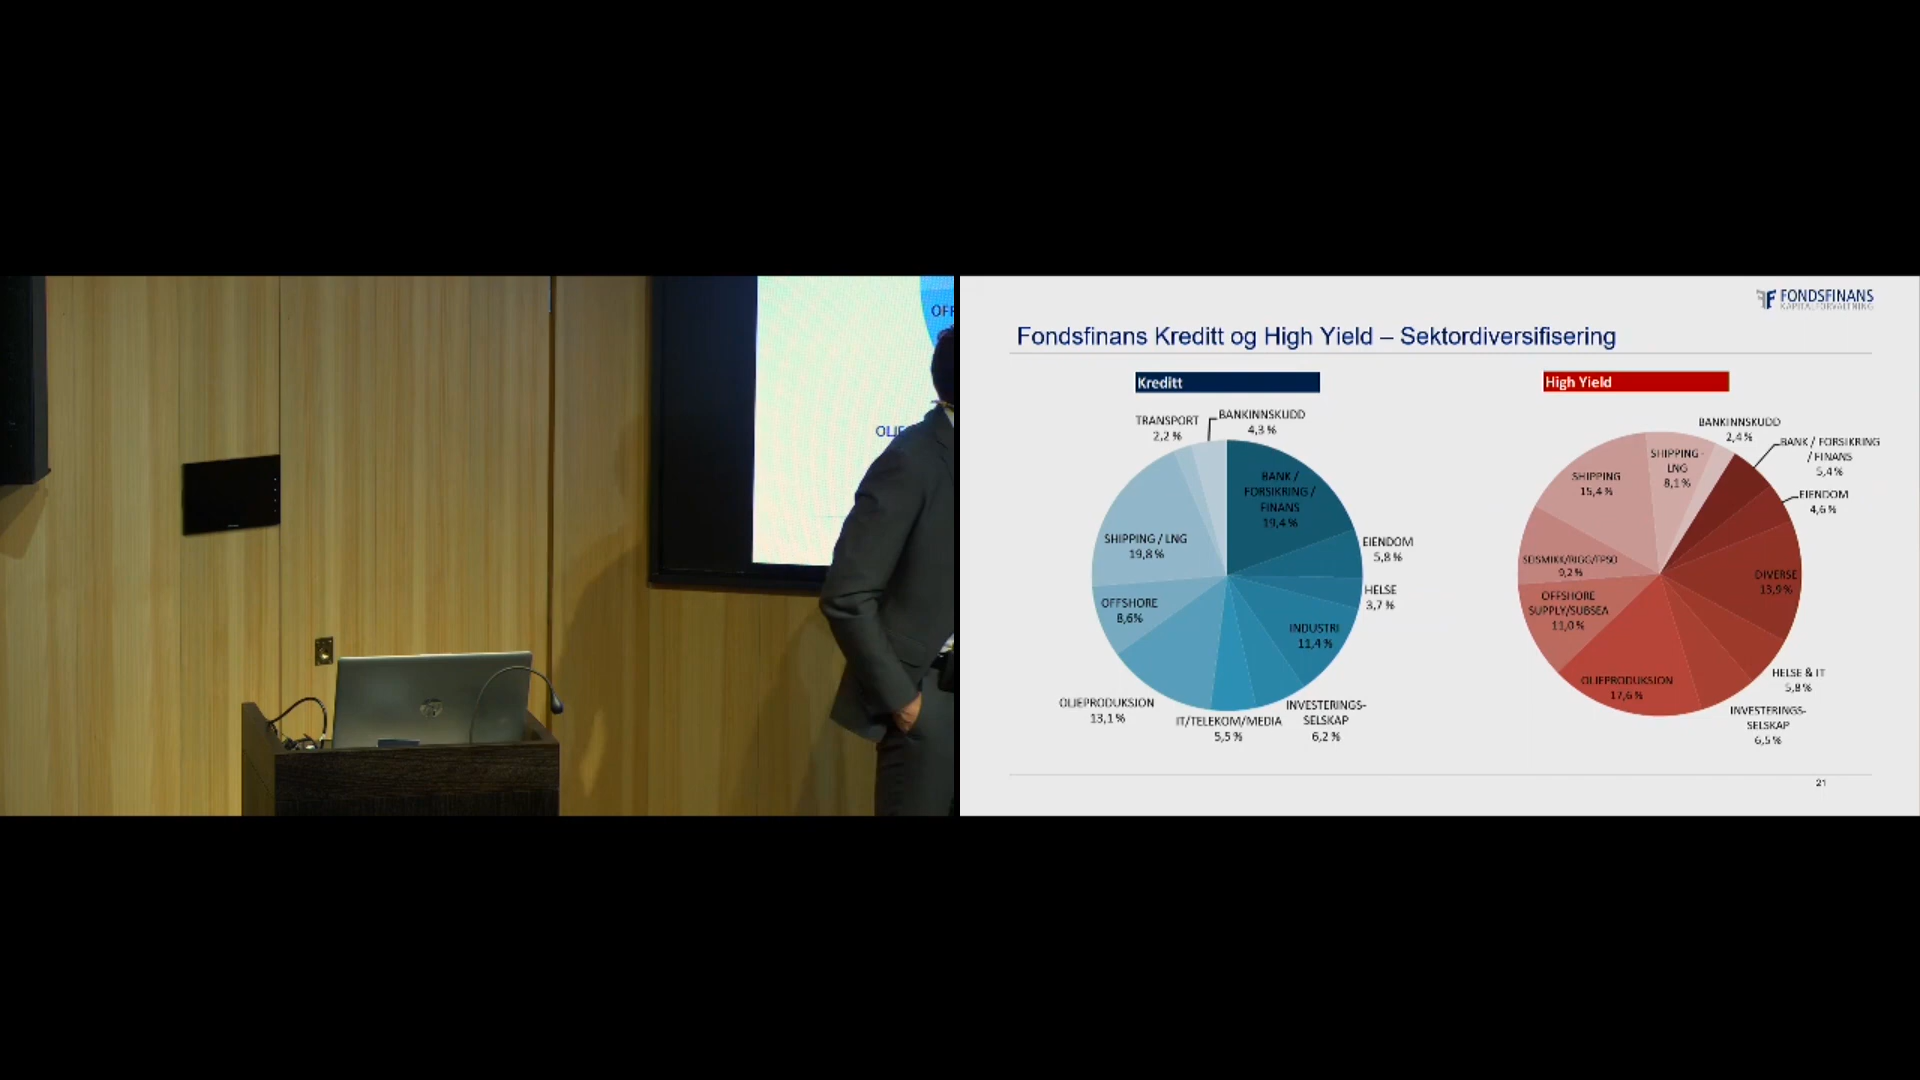 OFF
FONDSFINANS
KAPITALFORVALTNING
Fondsfinans Kreditt og High Yield – Sektordiversifisering
Kreditt
TRANSPORT
2,2 %
BANKINNSKUDD
4,3 %
BANK /
FORSIKRING /
FINANS
19,4 %
EIENDOM
5,8 %
HELSE
3,7 %
INDUSTRI
11,4 %
INVESTERINGS-
SELSKAP
6,2 %
IT/TELEKOM/MEDIA
5,5 %
OLJEPRODUKSION
13,1 %
OFFSHORE
8,6%
SHIPPING / LNG
19,8 %
High Yield
BANKINNSKUDD
2,4 %
BANK / FORSIKRING
/ FINANS
5,4 %
EIENDOM
4,6 %
DIVERSE
13,9 %
HELSE & IT
5,8 %
INVESTERINGS-
SELSKAP
6,5 %
OLJEPRODUKSJON
17,6 %
OFFSHORE
SUPPLY/SUBSEA
11,0 %
SEISMIKK/RIGG/FPSO
9,2 %
SHIPPING
15,4 %
SHIPPING -
LNG
8,1 %
21